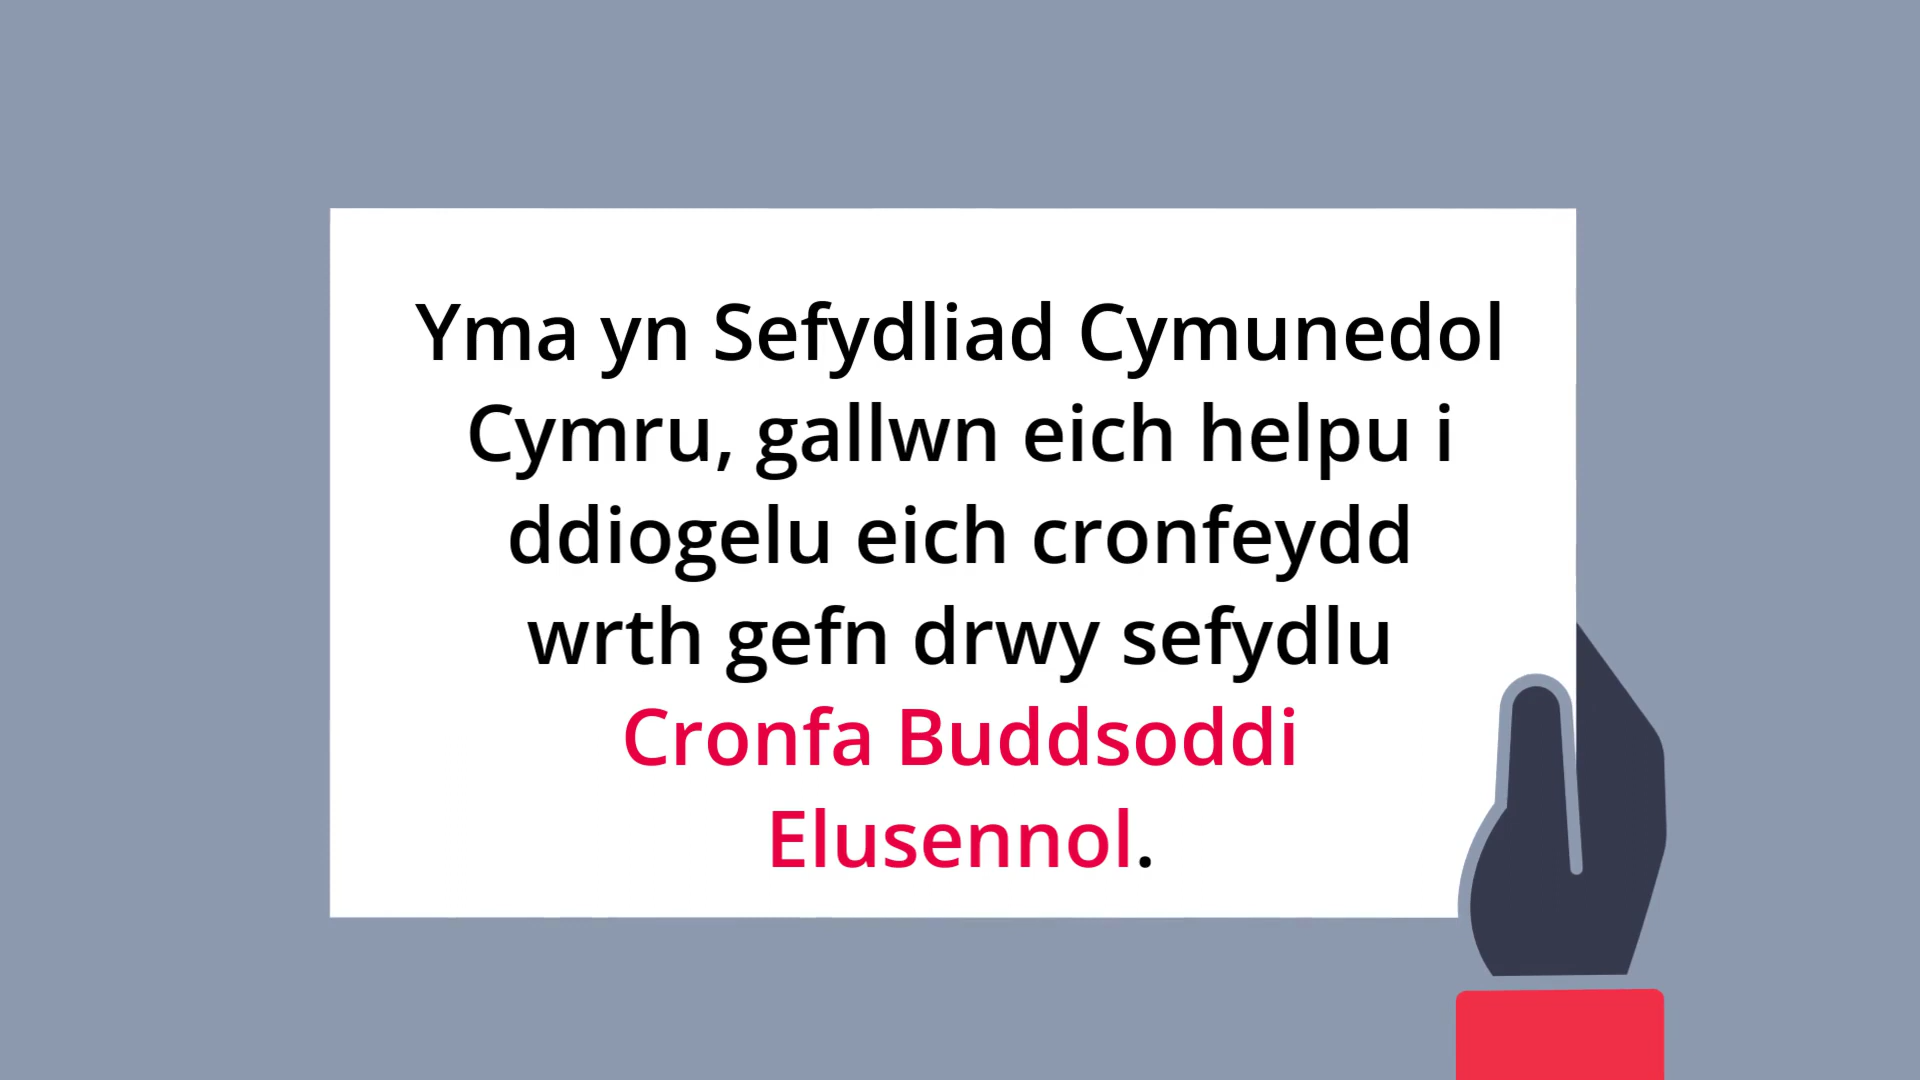 Yma yn Sefydliad Cymunedol
Cymru, gallwn eich helpu i
ddiogelu eich cronfeydd
wrth gefn drwy sefydlu
Cronfa Buddsoddi
Elusennol.